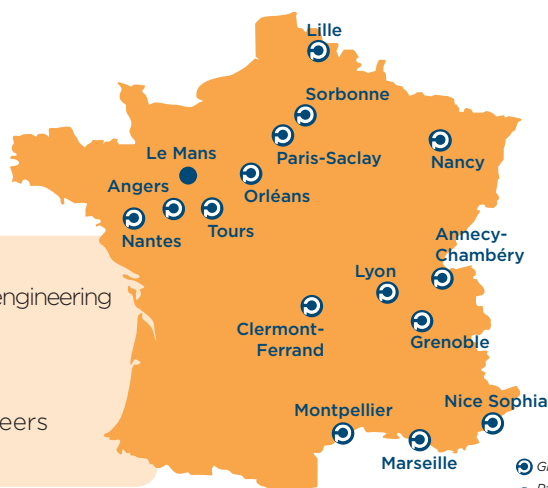 Lille
Sorbonne
Paris-Saclay
Nancy
Le Mans
Orléans
Angers
Tours
Nantes
Annecy-
Chambéry
engineering
Lyon
Grenoble
Clermont-
Ferrand
eers
Montpellier
Nice Sophia
Marseille